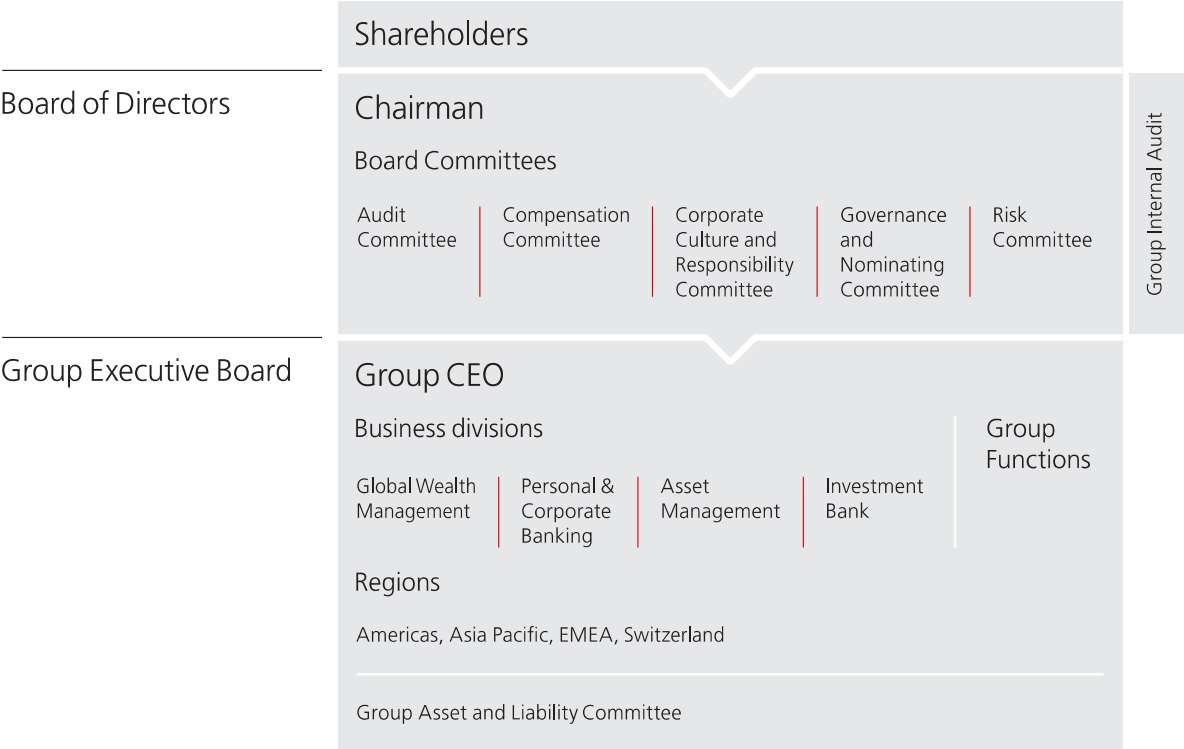 Shareholders
Board of Directors
Chairman
Board Committees
Audit
Committee
Compensation
Committee
Corporate
Culture and
Responsibility
Committee
Governance
and
Nominating
Committee
Risk
Committee
Group Internal Audit
Group Executive Board
Group CEO
Business divisions
Global Wealth
Management
Personal &
Corporate
Banking
Asset
Management
Investment
Bank
Group
Functions
Regions
Americas, Asia Pacific, EMEA, Switzerland
Group Asset and Liability Committee